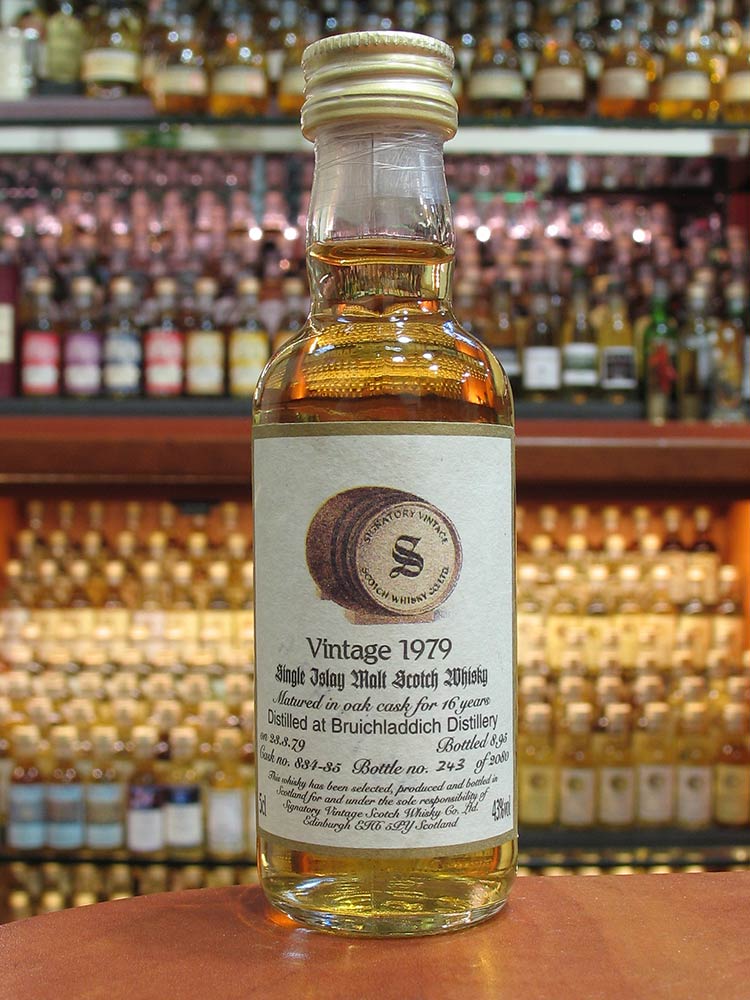 SIGNATORY VINTAGE
S
SCOTCH WHISKY CO. LTD.
Vintage 1979
Single Islay Malt Scotch Whisky
Matured in oak cask for 16 years
Distilled at Bruichladdich Distillery
on 23.8.79 Bottled 8.95
Cask no. 834-35 Bottle no. 243 of 2080
This whisky has been selected, produced and bottled in
Scotland for and under the sole responsibility of
Signatory Vintage Scotch Whisky Co. Ltd.
Edinburgh EH6 5PY Scotland
5cl 43%vol